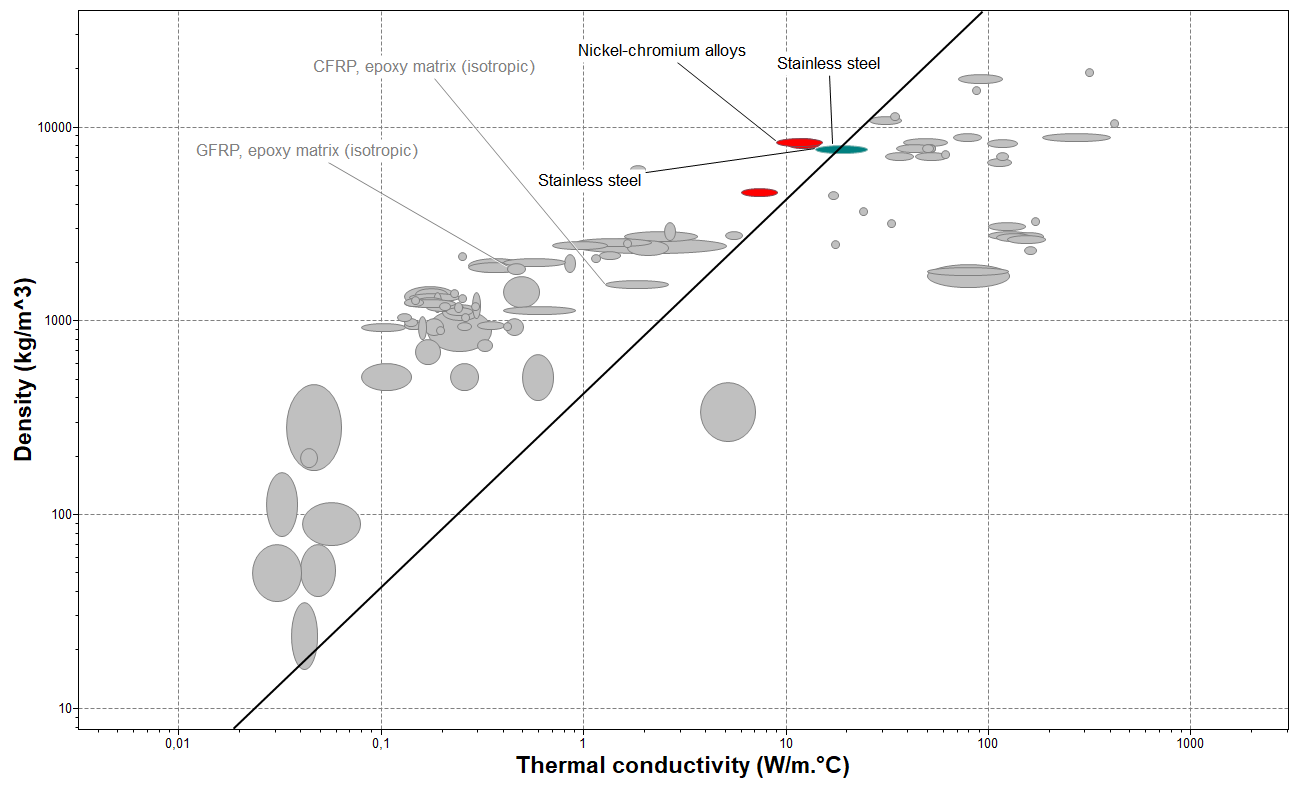 Nickel-chromium alloys
Stainless steel
CFRP, epoxy matrix (isotropic)
GFRP, epoxy matrix (isotropic)
Stainless steel
Density (kg/m^3)
10000
1000
100
10
0,01
0,1
1
10
100
1000
Thermal conductivity (W/m.°C)